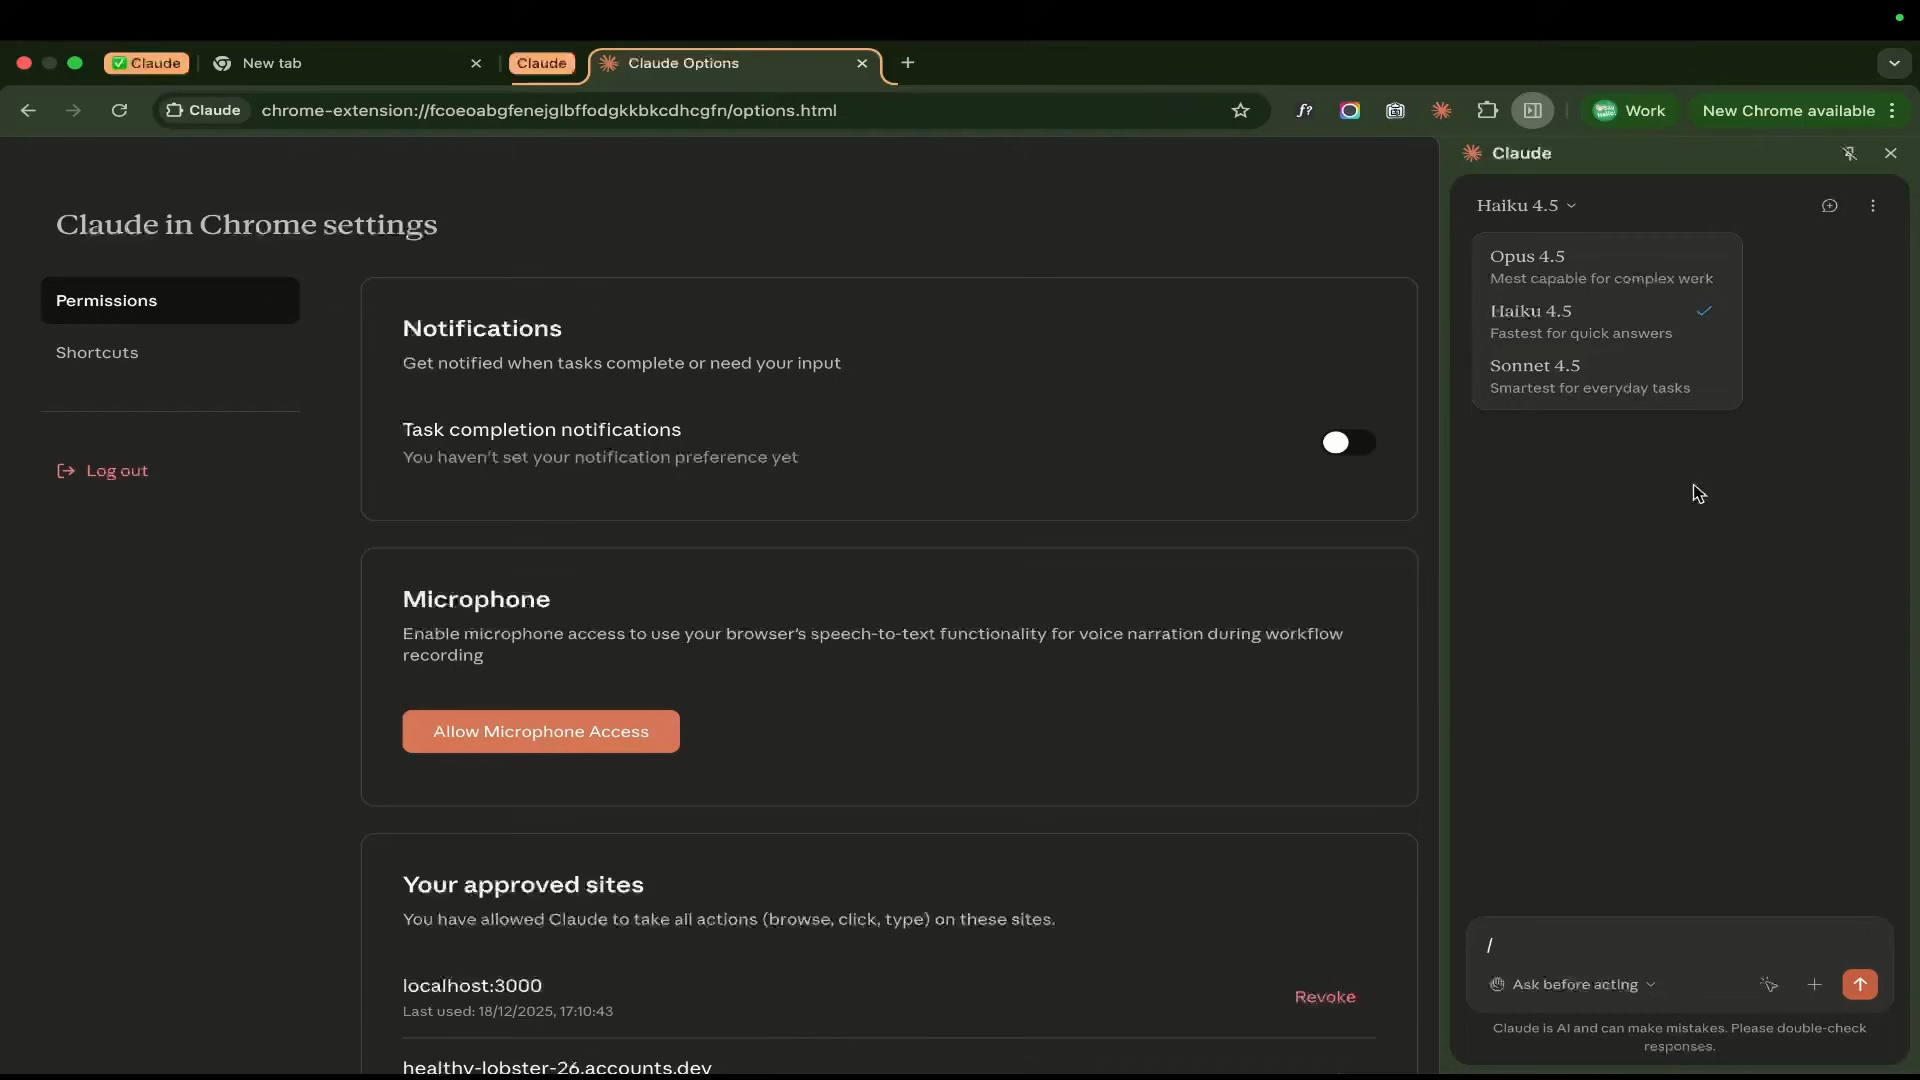 Claude
New tab
Claude
Claude Options
Claude
chrome-extension://fcoeoabgfenejglbffodgkkbkcdhcgfn/options.html
f?
Work
New Chrome available
Claude
Claude in Chrome settings
Permissions
Shortcuts
Log out
Notifications
Get notified when tasks complete or need your input
Task completion notifications
You haven't set your notification preference yet
Microphone
Enable microphone access to use your browser's speech-to-text functionality for voice narration during workflow
recording
Allow Microphone Access
Your approved sites
You have allowed Claude to take all actions (browse, click, type) on these sites.
localhost:3000
Last used: 18/12/2025, 17:10:43
Revoke
healthy-lobster-26.accounts.dev
Haiku 4.5
Opus 4.5
Most capable for complex work
Haiku 4.5
Fastest for quick answers
Sonnet 4.5
Smartest for everyday tasks
/
Ask before acting
Claude is AI and can make mistakes. Please double-check
responses.